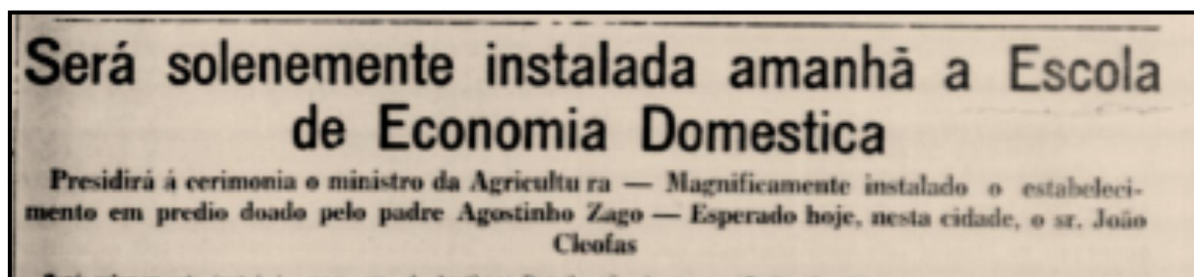 Será solenemente instalada amanhã a Escola
de Economia Domestica
Presidirá á cerimonia o ministro da Agricultu ra — Magnificamente instalado o estabeleci-
mento em predio doado pelo padre Agostinho Zago — Esperado hoje, nesta cidade, o sr. João
Cleofas